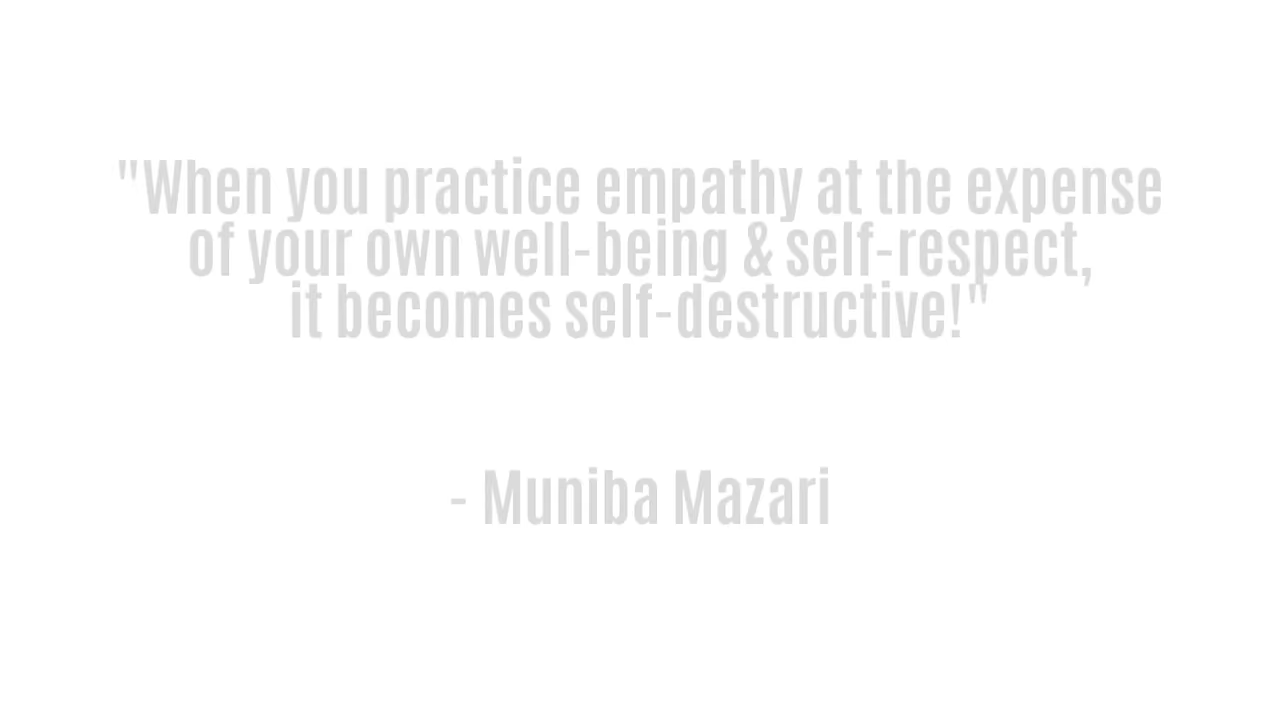 "When you practice empathy at the expense
of your own well-being & self-respect,
it becomes self-destructive!"
- Muniba Mazari